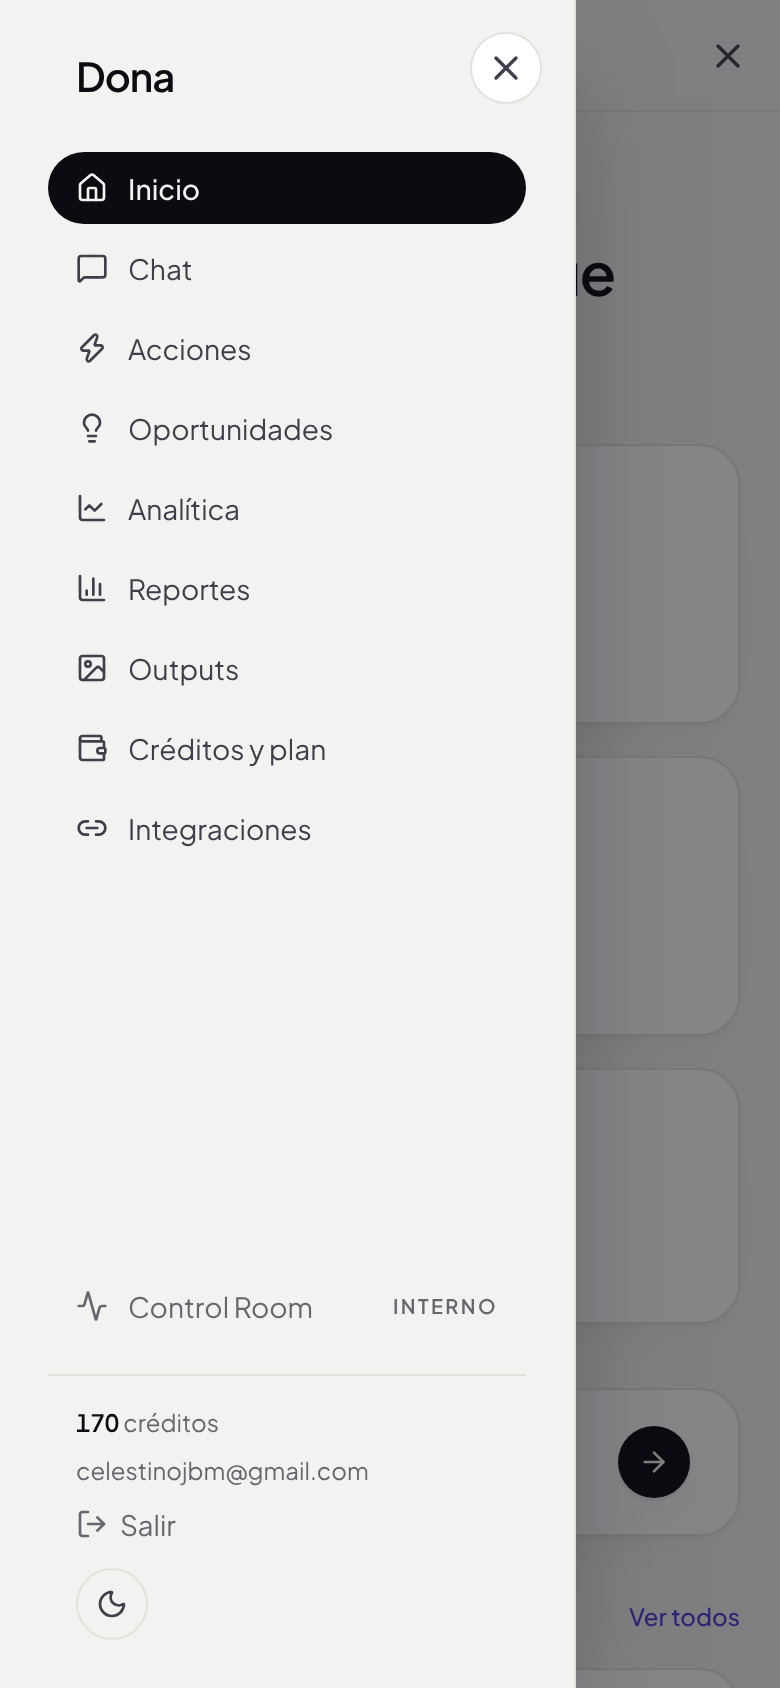 Dona
Inicio
Chat
Acciones
Oportunidades
Analítica
Reportes
Outputs
Créditos y plan
Integraciones
Control Room INTERNO
170 créditos
celestinojbm@gmail.com
Salir
Ver todos